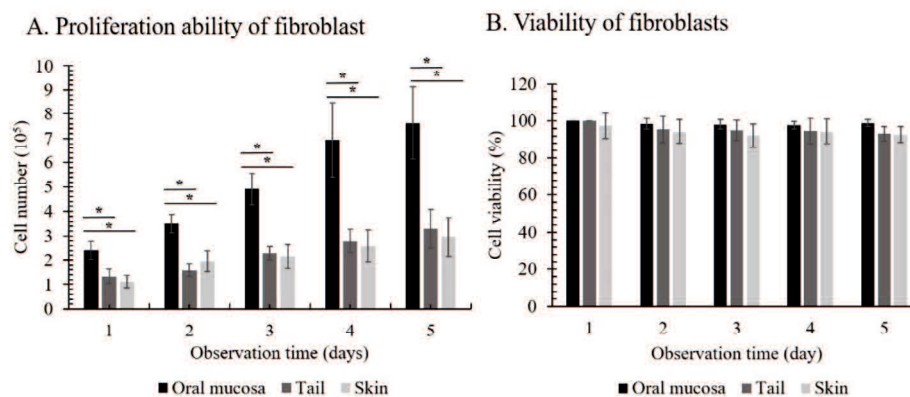 A. Proliferation ability of fibroblast
Cell number (10⁵)
10
9
8
7
6
5
4
3
2
1
0
* * * * * * * * * *
1 2 3 4 5
Observation time (days)
Oral mucosa Tail Skin
B. Viability of fibroblasts
Cell viability (%)
120
100
80
60
40
20
0
1 2 3 4 5
Observation time (day)
Oral mucosa Tail Skin